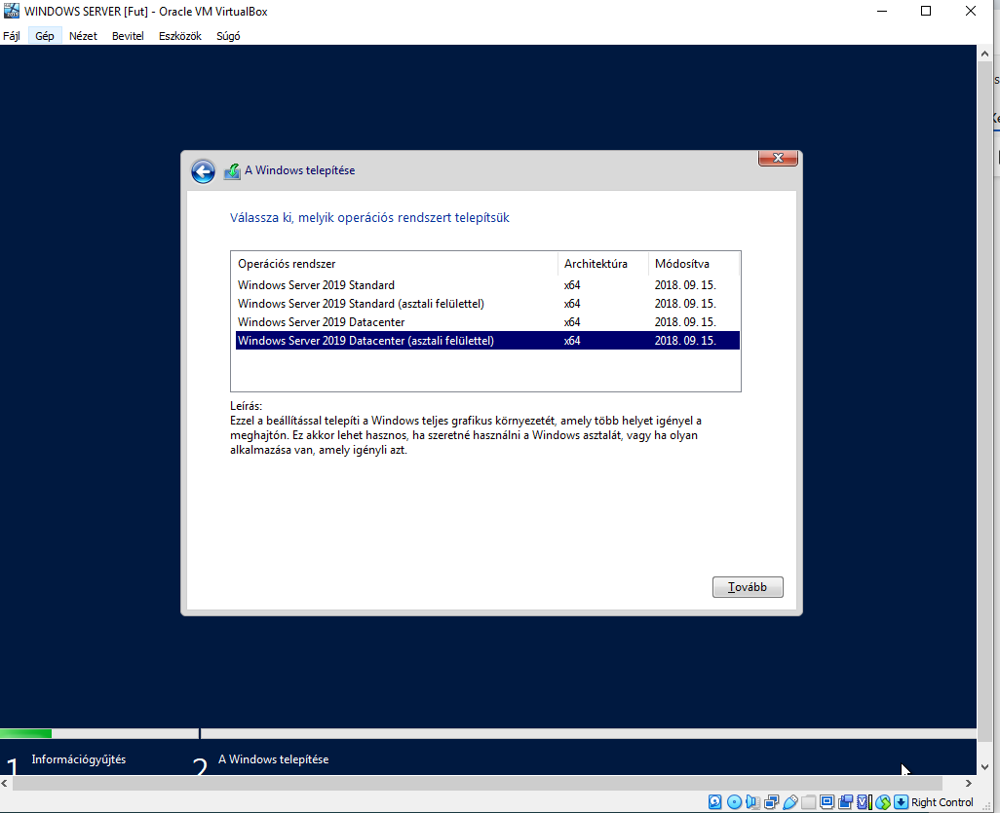 WINDOWS SERVER [Fut] - Oracle VM VirtualBox
Fájl Gép Nézet Bevitel Eszközök Súgó
A Windows telepítése
Válassza ki, melyik operációs rendszert telepítsük
Operációs rendszer Architektúra Módosítva
Windows Server 2019 Standard x64 2018. 09. 15.
Windows Server 2019 Standard (asztali felülettel) x64 2018. 09. 15.
Windows Server 2019 Datacenter x64 2018. 09. 15.
Windows Server 2019 Datacenter (asztali felülettel) x64 2018. 09. 15.
Leírás:
Ezzel a beállítással telepíti a Windows teljes grafikus környezetét, amely több helyet igényel a
meghajtón. Ez akkor lehet hasznos, ha szeretné használni a Windows asztalát, vagy ha olyan
alkalmazása van, amely igényli azt.
Tovább
1 Információgyűjtés 2 A Windows telepítése
Right Control